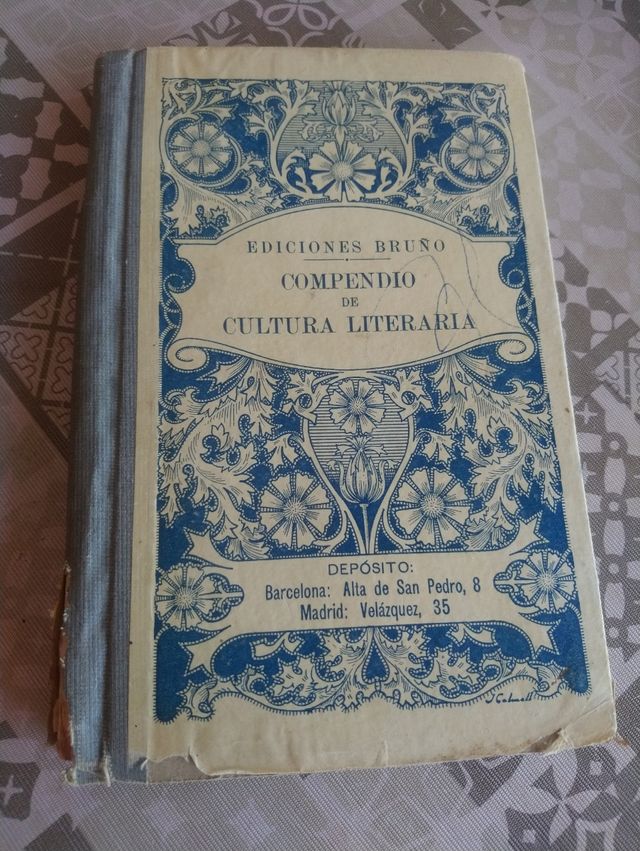 EDICIONES BRUÑO
COMPENDIO
DE
CULTURA LITERARIA
DEPÓSITO:
Barcelona: Alta de San Pedro, 8
Madrid: Velázquez, 35